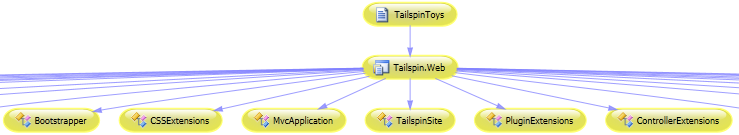 TailspinToys
Tailspin.Web
Bootstrapper
CSSExtensions
MvcApplication
TailspinSite
PluginExtensions
ControllerExtensions